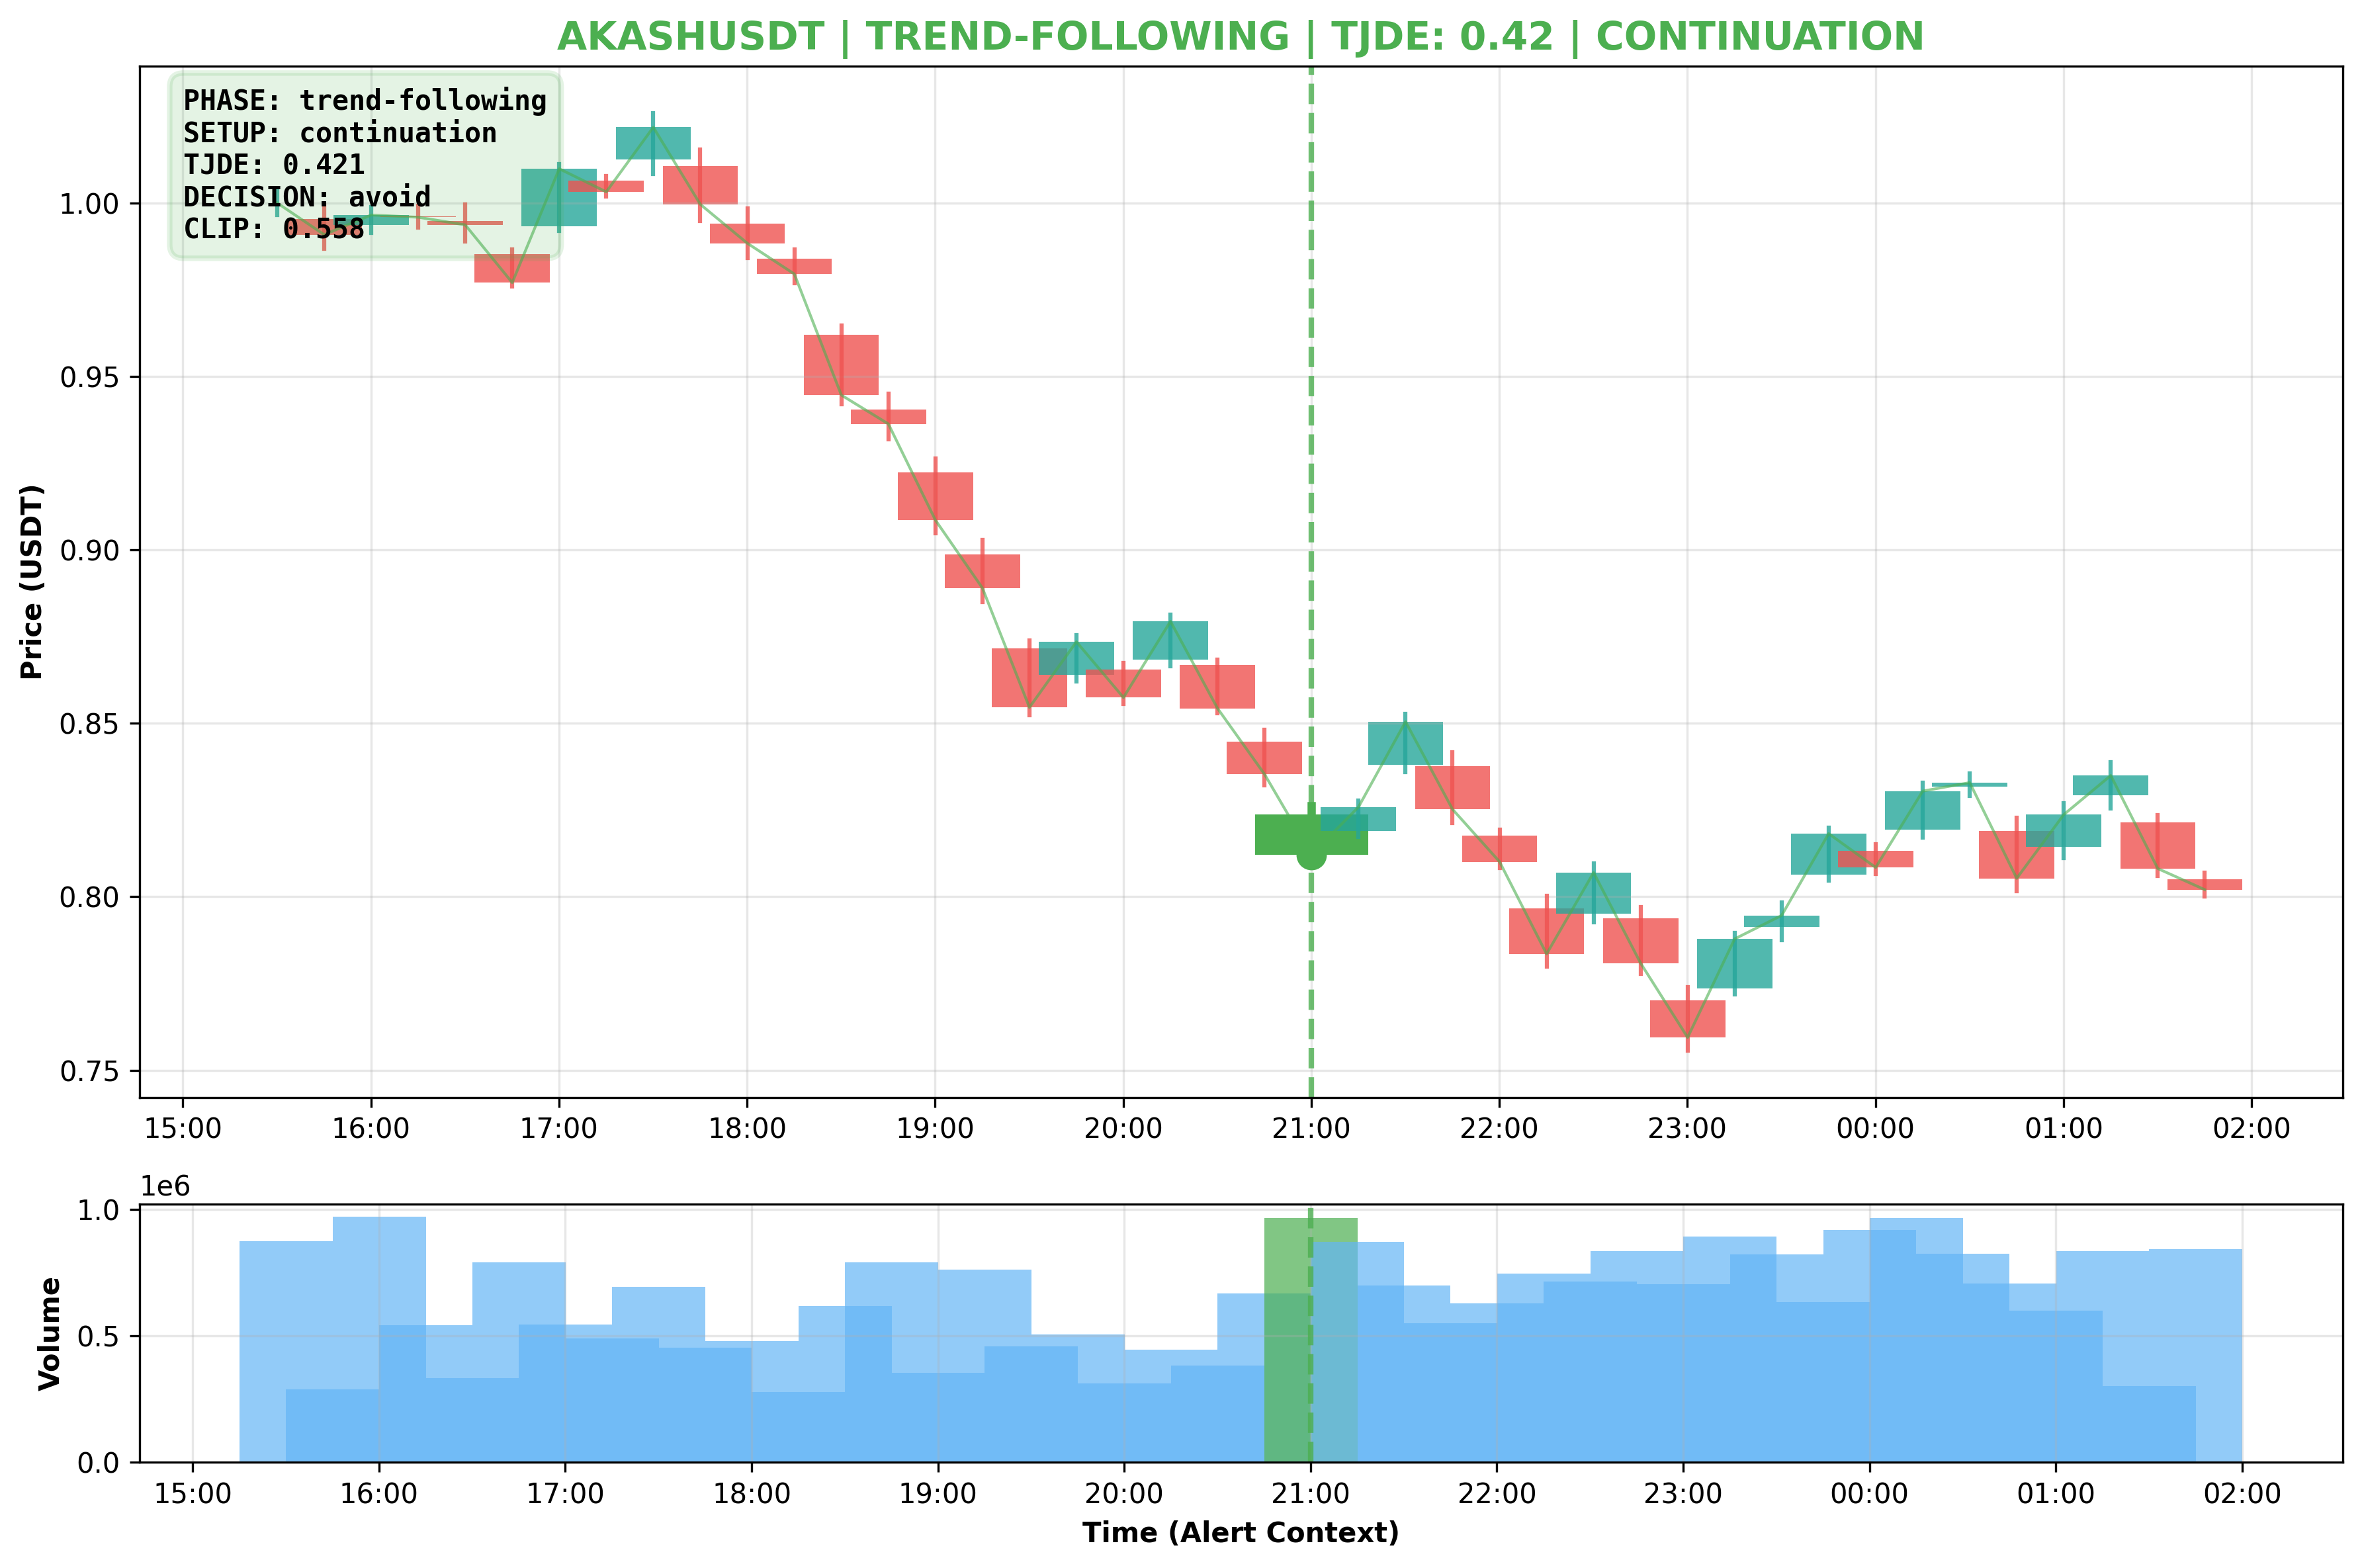 AKASHUSDT | TREND-FOLLOWING | TJDE: 0.42 | CONTINUATION
PHASE: trend-following
SETUP: continuation
TJDE: 0.421
DECISION: avoid
CLIP: 0.558
Price (USDT)
1.00
0.95
0.90
0.85
0.80
0.75
15:00 16:00 17:00 18:00 19:00 20:00 21:00 22:00 23:00 00:00 01:00 02:00
1e6
Volume
1.0
0.5
0.0
15:00 16:00 17:00 18:00 19:00 20:00 21:00 22:00 23:00 00:00 01:00 02:00
Time (Alert Context)